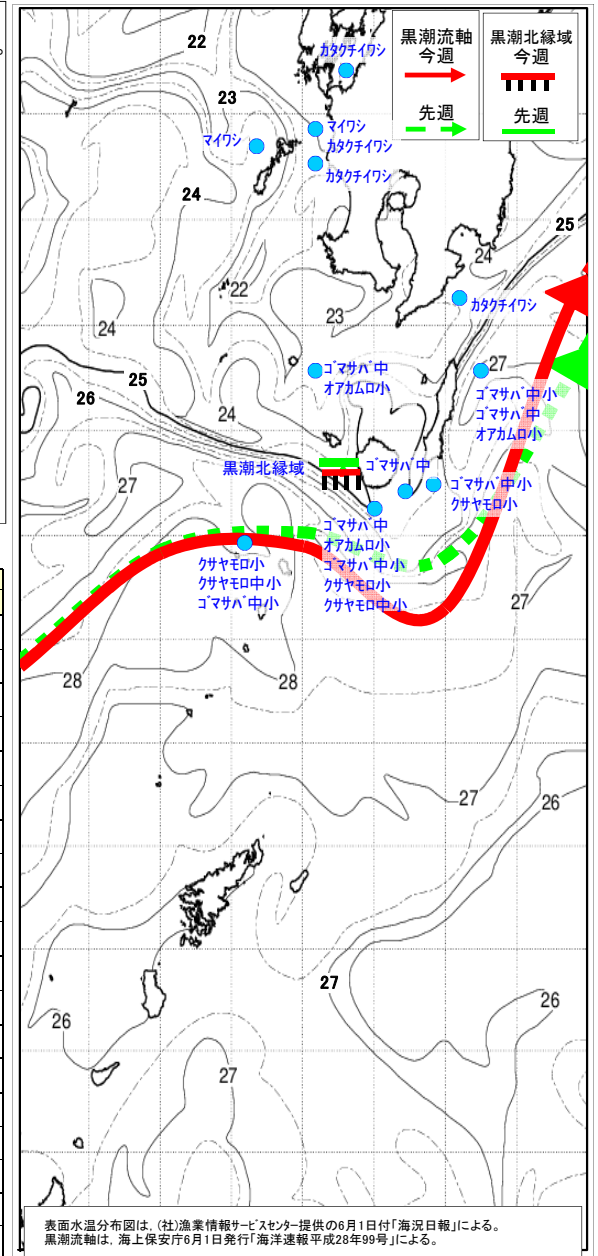 黒潮流軸
今週
先週
黒潮北縁域
今週
先週
22
カタクチイワシ
23
マイワシ
マイワシ
カタクチイワシ
カタクチイワシ
24
25
24
22
カタクチイワシ
23
24
ゴマサバ中
オアカムロ小
27
25
26
24
ゴマサバ中小
ゴマサバ中
オアカムロ小
黒潮北縁域
ゴマサバ中
27
ゴマサバ中小
クサヤモロ小
ゴマサバ中
オアカムロ小
ゴマサバ中小
クサヤモロ小
クサヤモロ中小
クサヤモロ小
クサヤモロ中小
ゴマサバ中小
27
28
28
27
26
27
26
26
27
表面水温分布図は，(社)漁業情報サービスセンター提供の6月1日付「海況日報」による。
黒潮流軸は，海上保安庁6月1日発行「海洋速報平成28年99号」による。